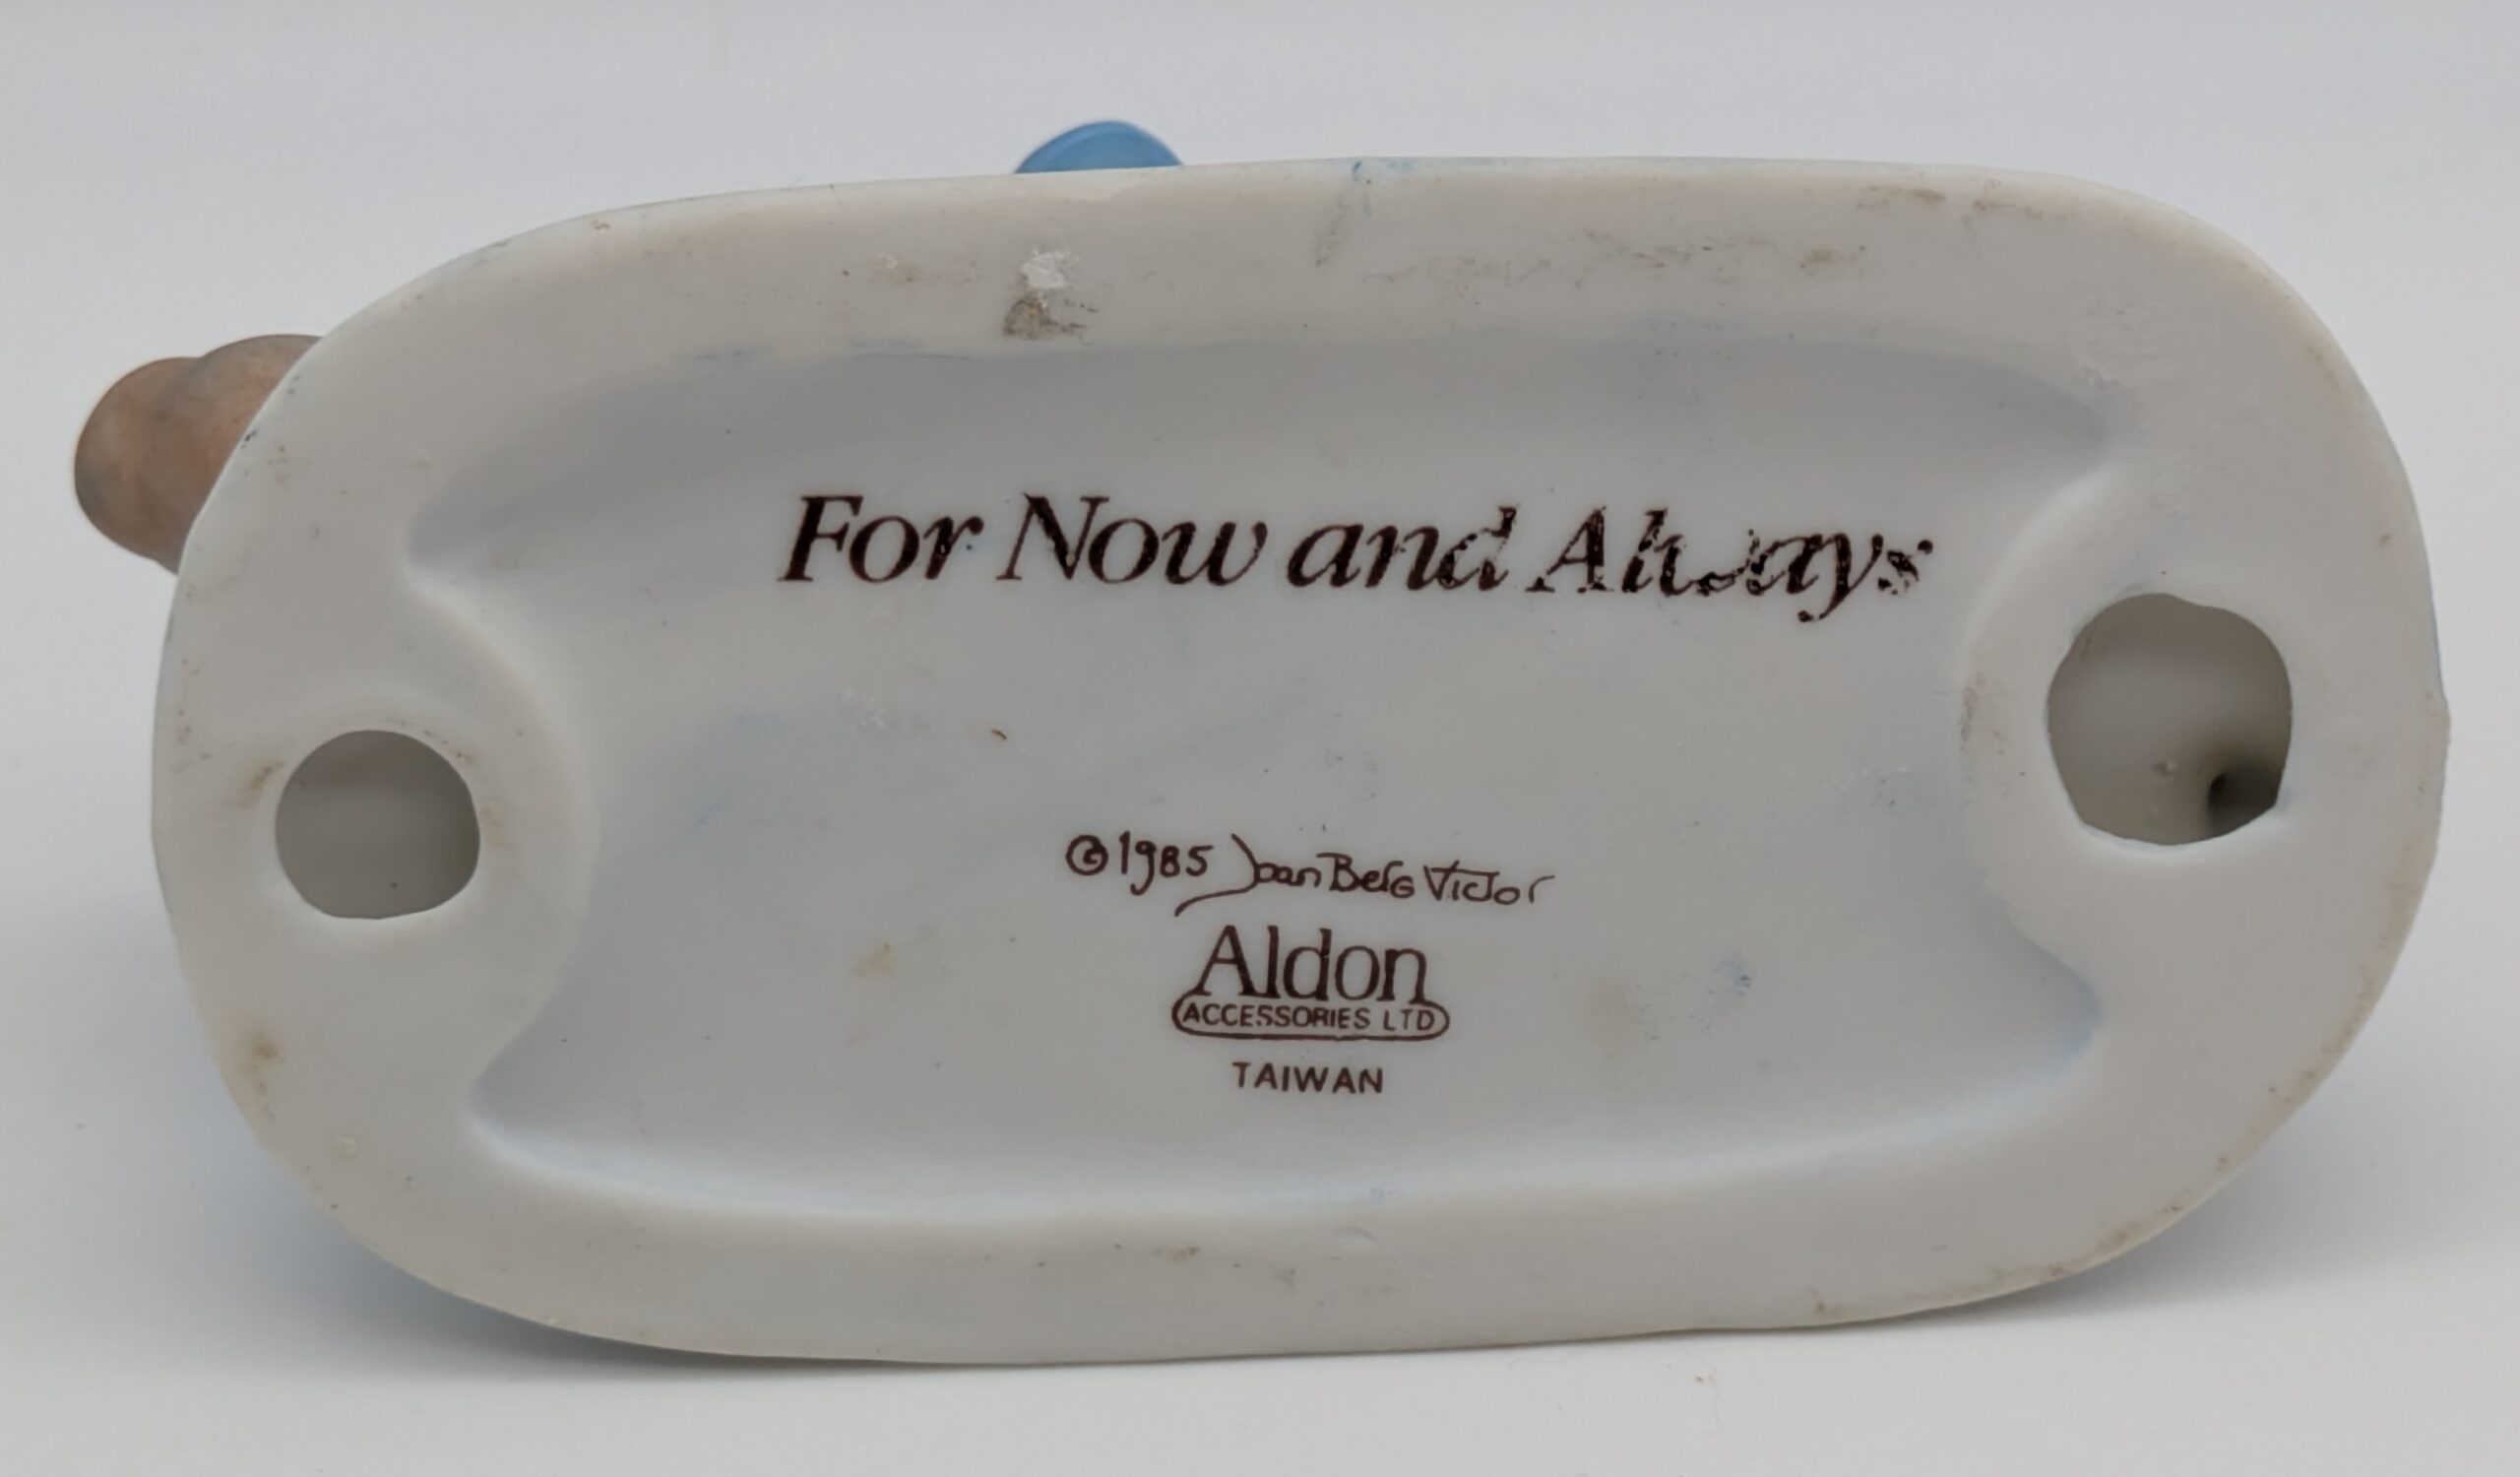 For Now and Always
©1985 Joan Berg Victor
Aldon
ACCESSORIES LTD
TAIWAN